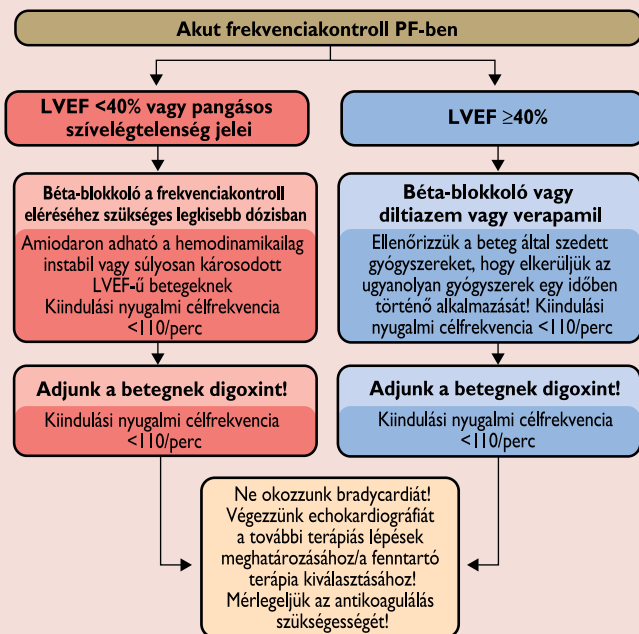 Akut frekvenciakontroll PF-ben
LVEF <40% vagy pangásos
szívelégtelenség jelei
LVEF ≥40%
Béta-blokkoló a frekvenciakontroll
eléréséhez szükséges legkisebb dózisban
Amiodaron adható a hemodinamikailag
instabil vagy súlyosan károsodott
LVEF-ű betegeknek
Kiindulási nyugalmi célfrekvencia
<110/perc
Béta-blokkoló vagy
diltiazem vagy verapamil
Ellenőrizzük a beteg által szedett
gyógyszereket, hogy elkerüljük az
ugyanolyan gyógyszerek egy időben
történő alkalmazását! Kiindulási
nyugalmi célfrekvencia <110/perc
Adjunk a betegnek digoxint!
Kiindulási nyugalmi célfrekvencia
<110/perc
Adjunk a betegnek digoxint!
Kiindulási nyugalmi célfrekvencia
<110/perc
Ne okozzunk bradycardiát!
Végezzünk echokardiográfiát
a további terápiás lépések
meghatározásához/a fenntartó
terápia kiválasztásához!
Mérlegeljük az antikoagulálás
szükségességét!